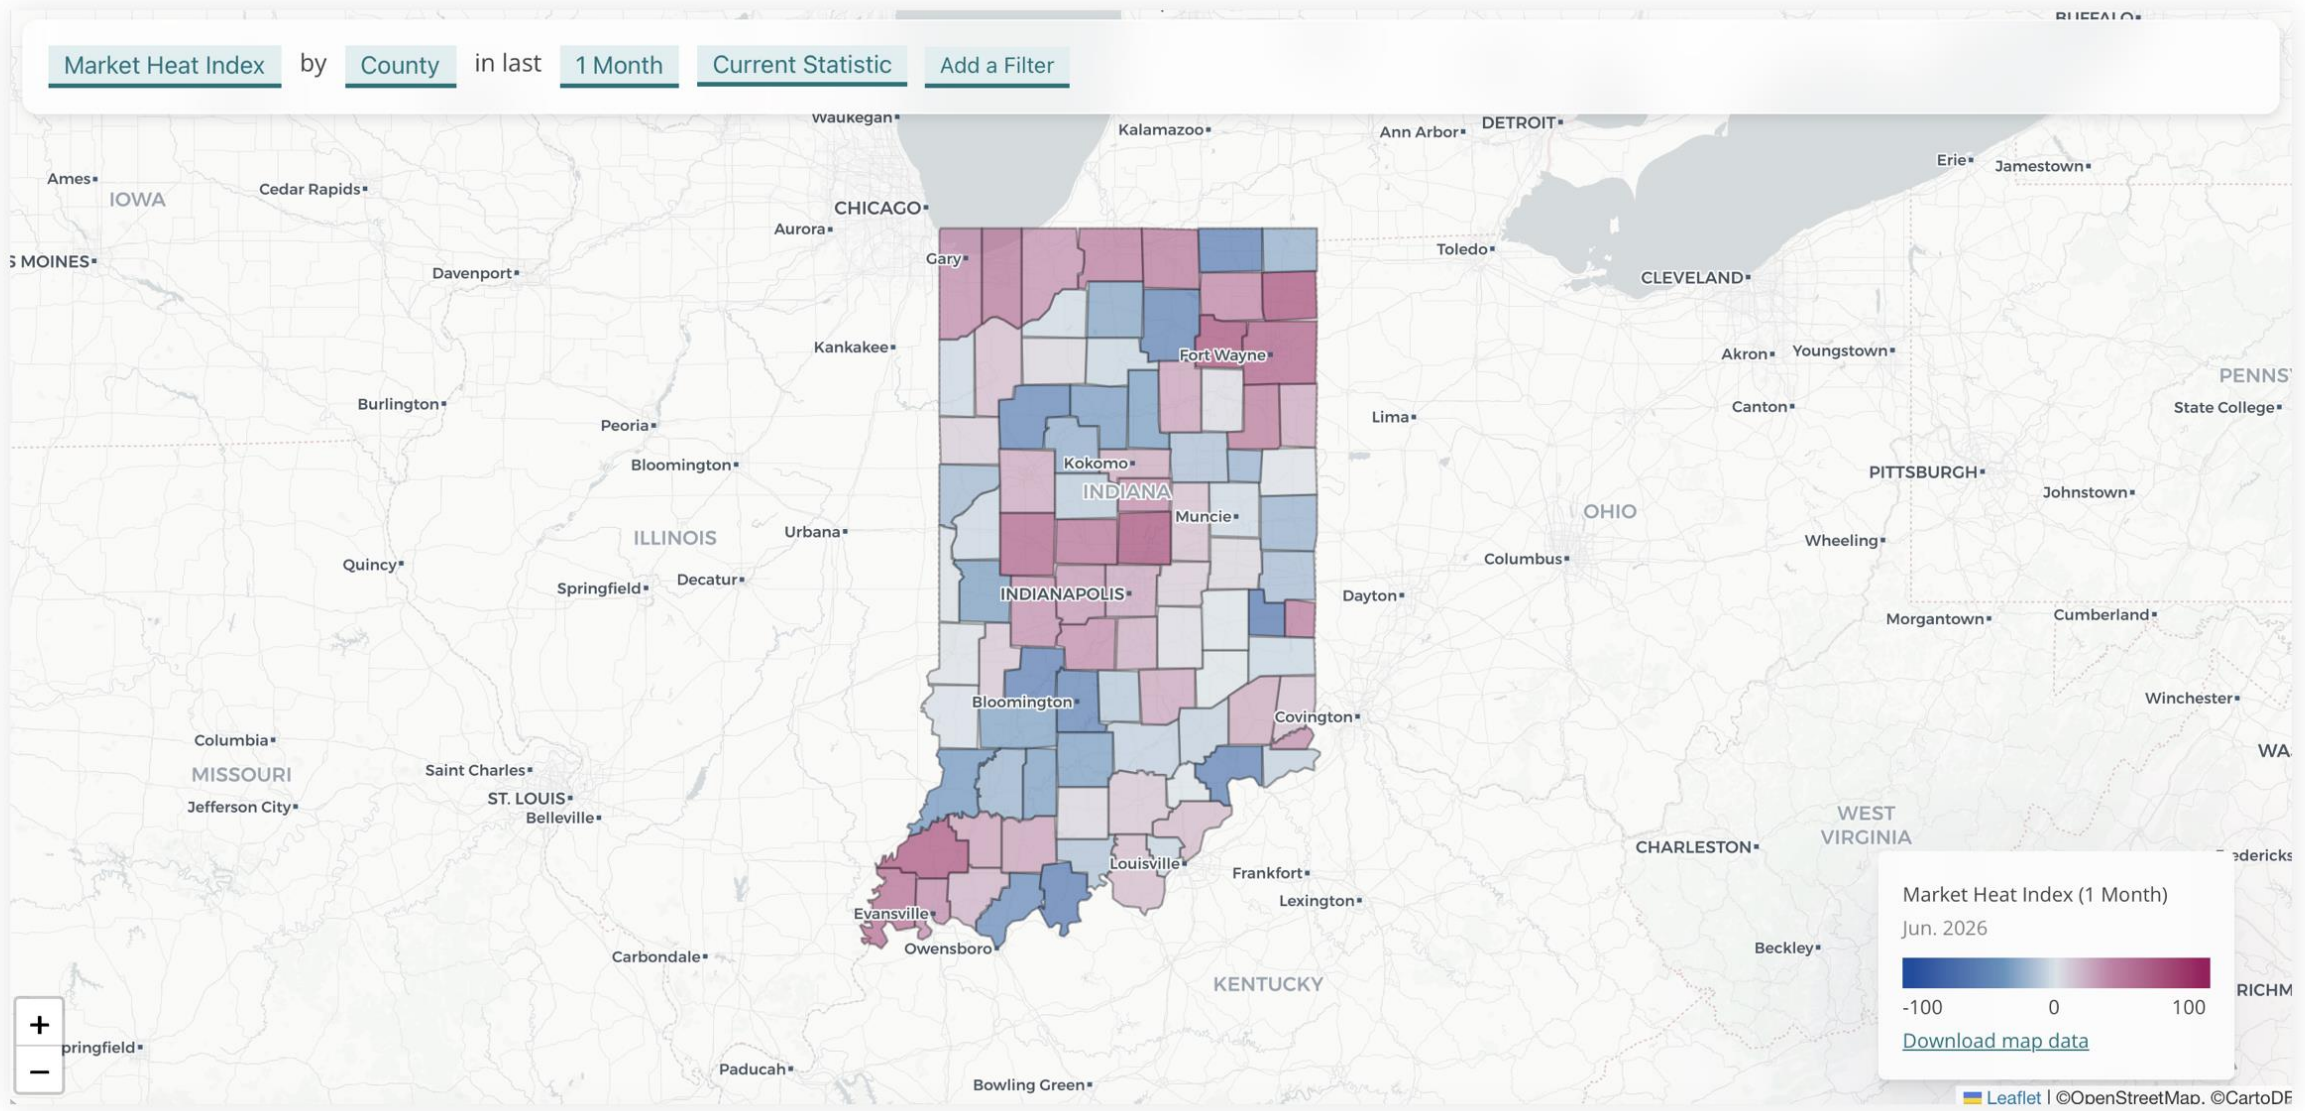 BUFFALO
Market Heat Index by County in last 1 Month Current Statistic Add a Filter
Waukegan
Kalamazoo
Ann Arbor
DETROIT
Erie
Jamestown
Ames
IOWA
Cedar Rapids
CHICAGO
Aurora
Gary
Toledo
S MOINES
Davenport
CLEVELAND
Kankakee
Fort Wayne
Akron
Youngstown
PENNS
Burlington
Peoria
Lima
Canton
State College
Bloomington
Kokomo
INDIANA
PITTSBURGH
Johnstown
ILLINOIS
Urbana
Muncie
OHIO
Columbus
Wheeling
Quincy
Springfield
Decatur
INDIANAPOLIS
Dayton
Morgantown
Cumberland
Bloomington
Covington
Winchester
Columbia
MISSOURI
Saint Charles
ST. LOUIS
Jefferson City
Belleville
WA
WEST
VIRGINIA
CHARLESTON
Louisville
Frankfort
Lexington
edericks
Evansville
Owensboro
Carbondale
Beckley
KENTUCKY
RICHM
Market Heat Index (1 Month)
Jun. 2026
-100 0 100
Download map data
+
−
pringfield
Paducah
Bowling Green
Leaflet | ©OpenStreetMap, ©CartoDE